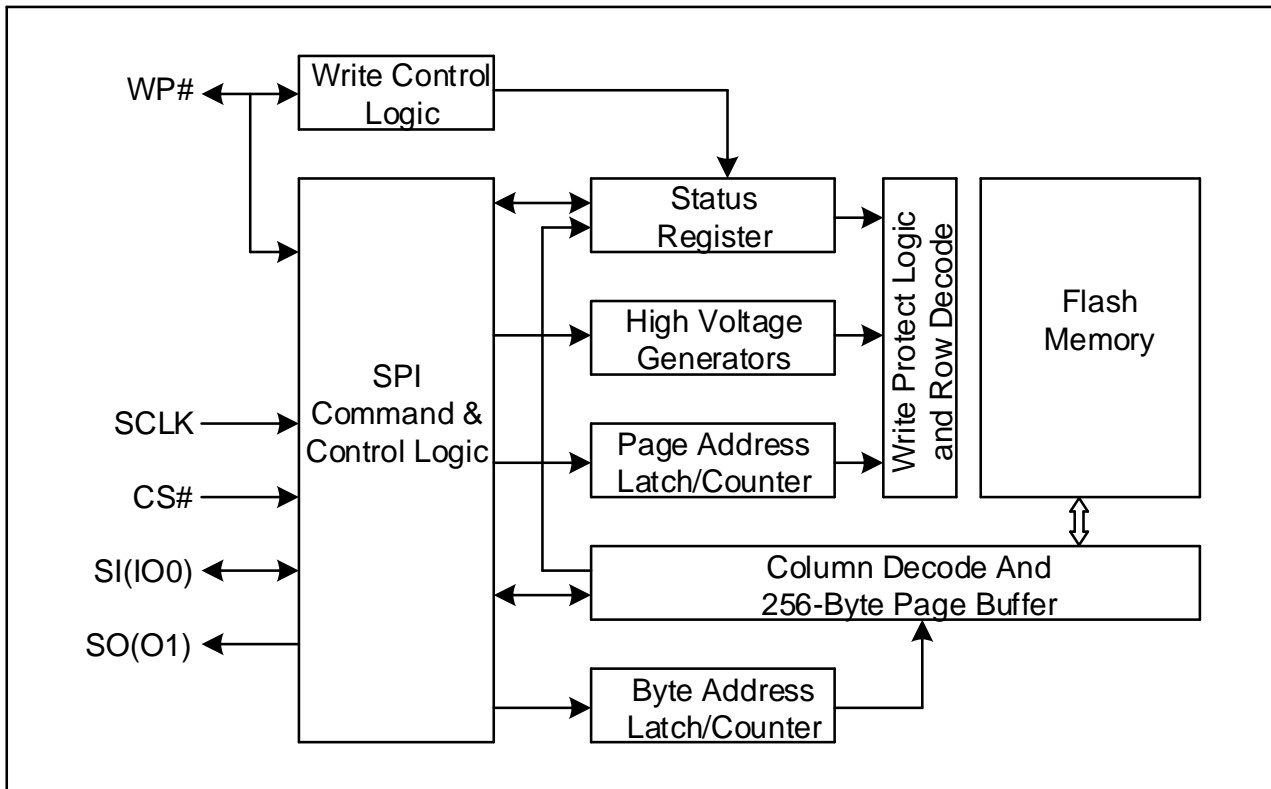 WP#
Write Control
Logic
Status
Register
High Voltage
Generators
Page Address
Latch/Counter
Write Protect Logic
and Row Decode
Flash
Memory
SPI
Command &
Control Logic
SCLK
CS#
SI(IO0)
SO(O1)
Column Decode And
256-Byte Page Buffer
Byte Address
Latch/Counter